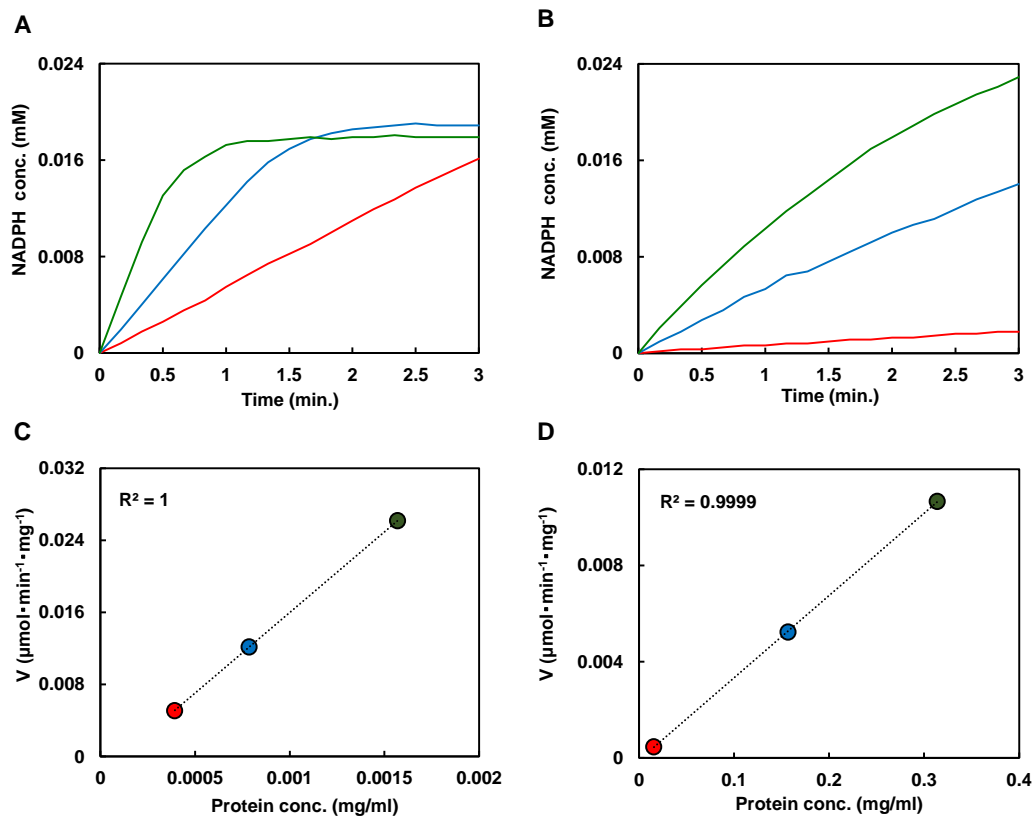 A
B
NADPH conc. (mM)
0.024
0.016
0.008
0
0 0.5 1 1.5 2 2.5 3
Time (min.)
NADPH conc. (mM)
0.024
0.016
0.008
0
0 0.5 1 1.5 2 2.5 3
Time (min.)
C
D
V (μmol・min⁻¹・mg⁻¹)
0.032
0.024
0.016
0.008
0
R² = 1
0 0.0005 0.001 0.0015 0.002
Protein conc. (mg/ml)
V (μmol・min⁻¹・mg⁻¹)
0.012
0.008
0.004
0
R² = 0.9999
0 0.1 0.2 0.3 0.4
Protein conc. (mg/ml)